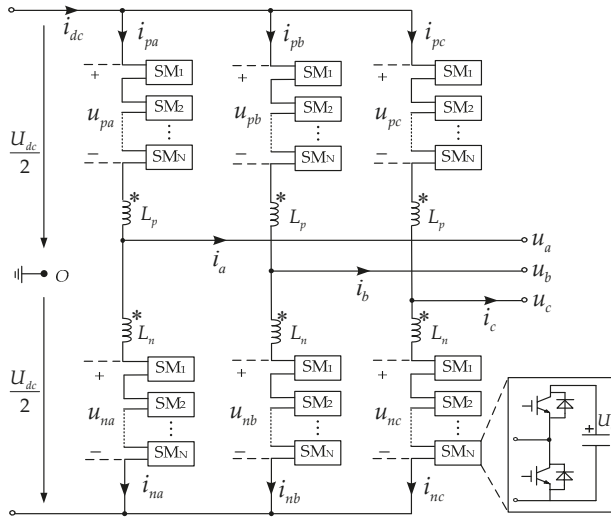 i_dc i_pa i_pb i_pc
+ SM1 + SM1 + SM1
u_pa SM2 u_pb SM2 u_pc SM2
− SMN − SMN − SMN
U_dc/2
* L_p * L_p * L_p
i_a u_a
O i_b u_b
i_c u_c
* L_n * L_n * L_n
U_dc/2
+ SM1 + SM1 + SM1
u_na SM2 u_nb SM2 u_nc SM2
− SMN − SMN − SMN
+ U
i_na i_nb i_nc